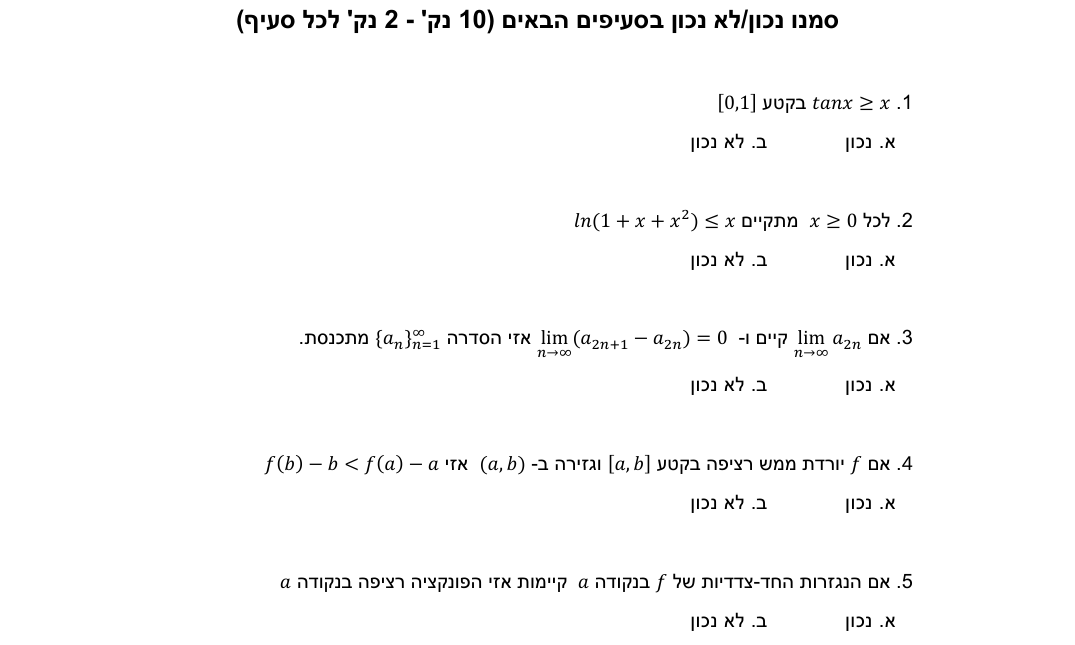 סמנו נכון/לא נכון בסעיפים הבאים (10 נק' - 2 נק' לכל סעיף)
1. tanx ≥ x בקטע [0,1]
א. נכון ב. לא נכון
2. לכל x ≥ 0 מתקיים ln(1 + x + x²) ≤ x
א. נכון ב. לא נכון
3. אם lim_{n→∞} a_{2n} קיים ו- lim_{n→∞} (a_{2n+1} − a_{2n}) = 0 אזי הסדרה {a_n}_{n=1}^{∞} מתכנסת.
א. נכון ב. לא נכון
4. אם f יורדת ממש רציפה בקטע [a, b] וגזירה ב- (a, b) אזי f(b) − b < f(a) − a
א. נכון ב. לא נכון
5. אם הנגזרות החד-צדדיות של f בנקודה a קיימות אזי הפונקציה רציפה בנקודה a
א. נכון ב. לא נכון